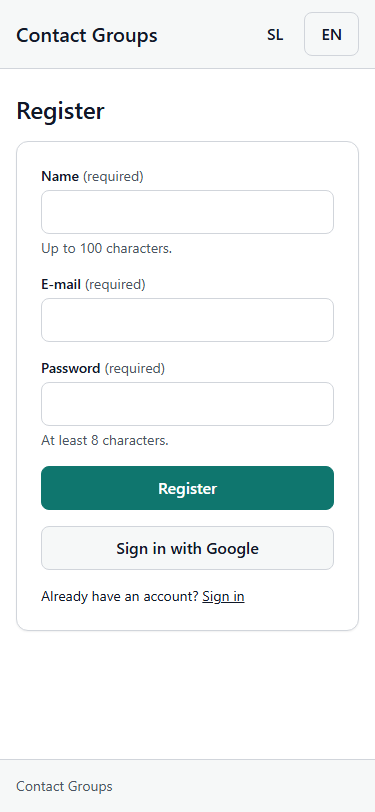 Contact Groups
SL
EN
Register
Name (required)
Up to 100 characters.
E-mail (required)
Password (required)
At least 8 characters.
Register
Sign in with Google
Already have an account? Sign in
Contact Groups